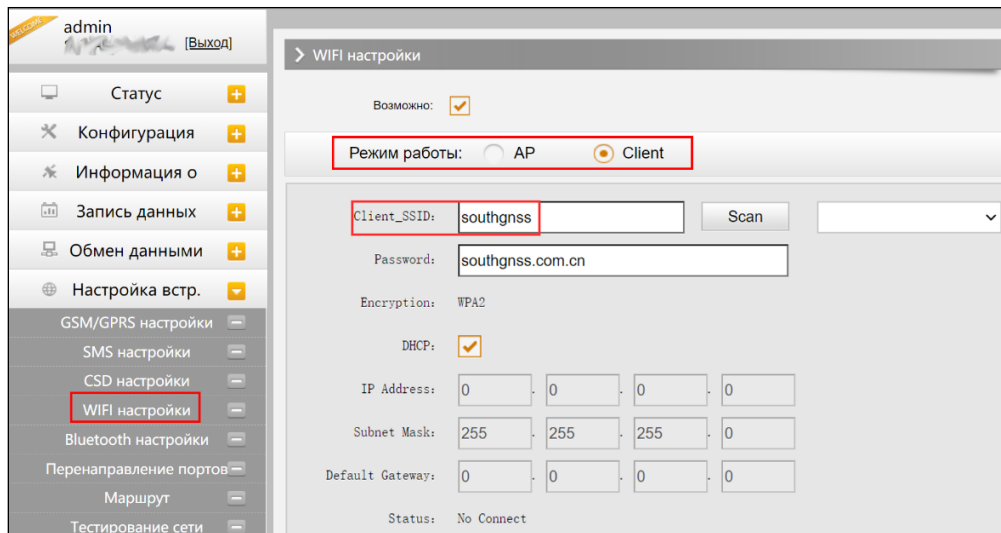 WELCOME
admin
[Выход]
Статус
Конфигурация
Информация о
Запись данных
Обмен данными
Настройка встр.
GSM/GPRS настройки
SMS настройки
CSD настройки
WIFI настройки
Bluetooth настройки
Перенаправление портов
Маршрут
Тестирование сети
WIFI настройки
Возможно:
Режим работы: AP Client
Client_SSID: southgnss Scan
Password: southgnss.com.cn
Encryption: WPA2
DHCP:
IP Address: 0 . 0 . 0 . 0
Subnet Mask: 255 . 255 . 255 . 0
Default Gateway: 0 . 0 . 0 . 0
Status: No Connect